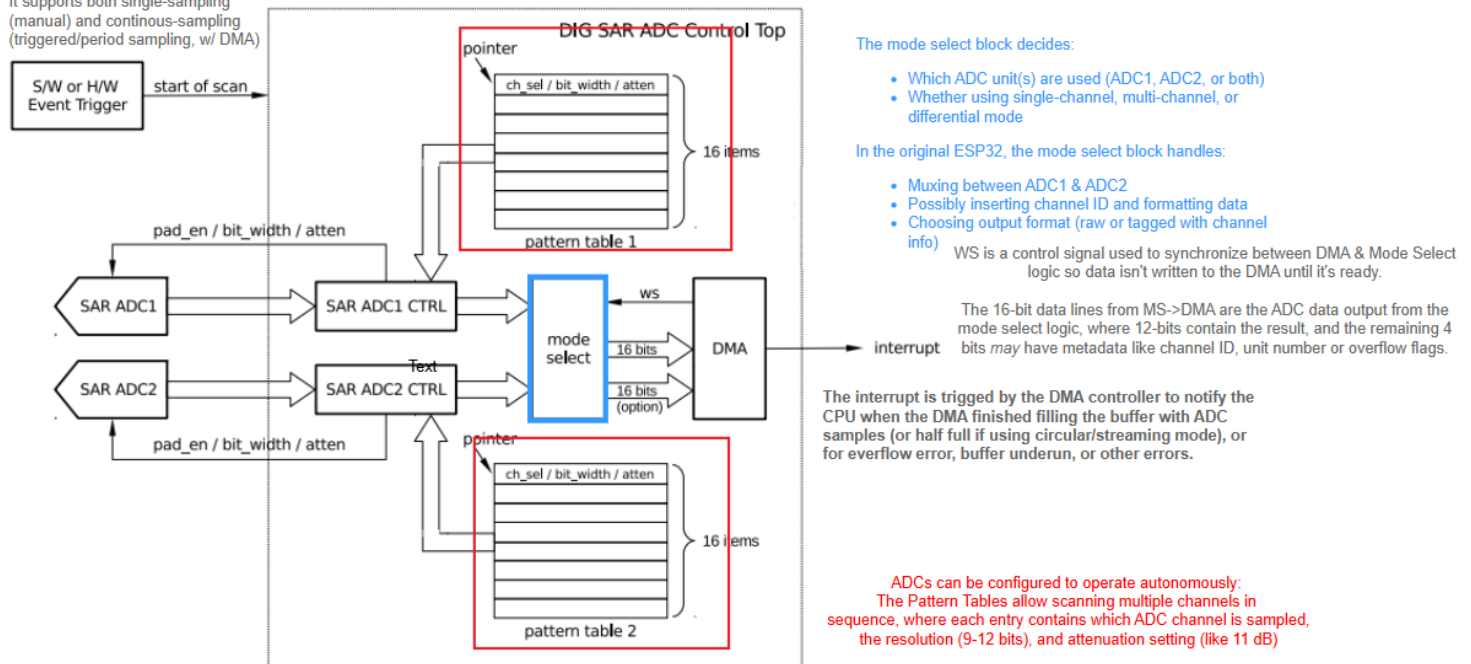 It supports both single-sampling
(manual) and continous-sampling
(triggered/period sampling, w/ DMA)
S/W or H/W
Event Trigger
start of scan
DIG SAR ADC Control Top
pointer
ch_sel / bit_width / atten
16 items
pattern table 1
pad_en / bit_width / atten
SAR ADC1
SAR ADC1 CTRL
mode
select
ws
16 bits
16 bits
(option)
DMA
interrupt
SAR ADC2
Text
SAR ADC2 CTRL
pad_en / bit_width / atten
pointer
ch_sel / bit_width / atten
16 items
pattern table 2
The mode select block decides:
• Which ADC unit(s) are used (ADC1, ADC2, or both)
• Whether using single-channel, multi-channel, or
differential mode
In the original ESP32, the mode select block handles:
• Muxing between ADC1 & ADC2
• Possibly inserting channel ID and formatting data
• Choosing output format (raw or tagged with channel
info)
WS is a control signal used to synchronize between DMA & Mode Select
logic so data isn't written to the DMA until it's ready.
The 16-bit data lines from MS->DMA are the ADC data output from the
mode select logic, where 12-bits contain the result, and the remaining 4
bits may have metadata like channel ID, unit number or overflow flags.
The interrupt is trigged by the DMA controller to notify the
CPU when the DMA finished filling the buffer with ADC
samples (or half full if using circular/streaming mode), or
for everflow error, buffer underun, or other errors.
ADCs can be configured to operate autonomously:
The Pattern Tables allow scanning multiple channels in
sequence, where each entry contains which ADC channel is sampled,
the resolution (9-12 bits), and attenuation setting (like 11 dB)